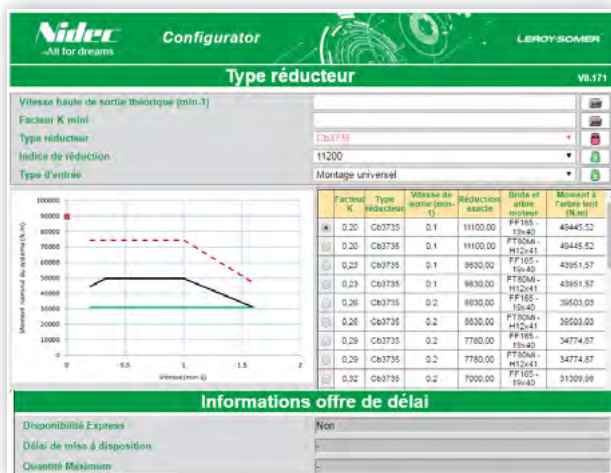 Nidec
-All for dreams
Configurator
LEROY-SOMER
Type réducteur
V8.171
Vitesse haute de sortie théorique (min-1)
Facteur K mini
Type réducteur Cb3735
Indice de réduction 11200
Type d'entrée Montage universel
Moment nominal du système (N.m)
100000
90000
80000
70000
60000
50000
40000
30000
20000
10000
0
0 0.5 1 1.5 2
Vitesse (min-1)
Facteur K Type réducteur Vitesse de sortie (min-1) Réduction exacte Bride et arbre moteur Moment à l'arbre lent (N.m)
0,20 Cb3735 0.1 11100,00 FF165 - 19x40 49445,52
0,20 Cb3735 0.1 11100,00 FT80Mi - H12x41 49445,52
0,23 Cb3735 0.1 9830,00 FF165 - 19x40 43951,57
0,23 Cb3735 0.1 9830,00 FT80Mi - H12x41 43951,57
0,26 Cb3735 0.2 8830,00 FF165 - 19x40 39503,03
0,26 Cb3735 0.2 8830,00 FT80Mi - H12x41 39503,03
0,29 Cb3735 0.2 7780,00 FF165 - 19x40 34774,87
0,29 Cb3735 0.2 7780,00 FT80Mi - H12x41 34774,87
0,32 Cb3735 0.2 7000,00 FF165 - 19x40 31309,98
Informations offre de délai
Disponibilité Express Non
Délai de mise à disposition -
Quantité Maximum -